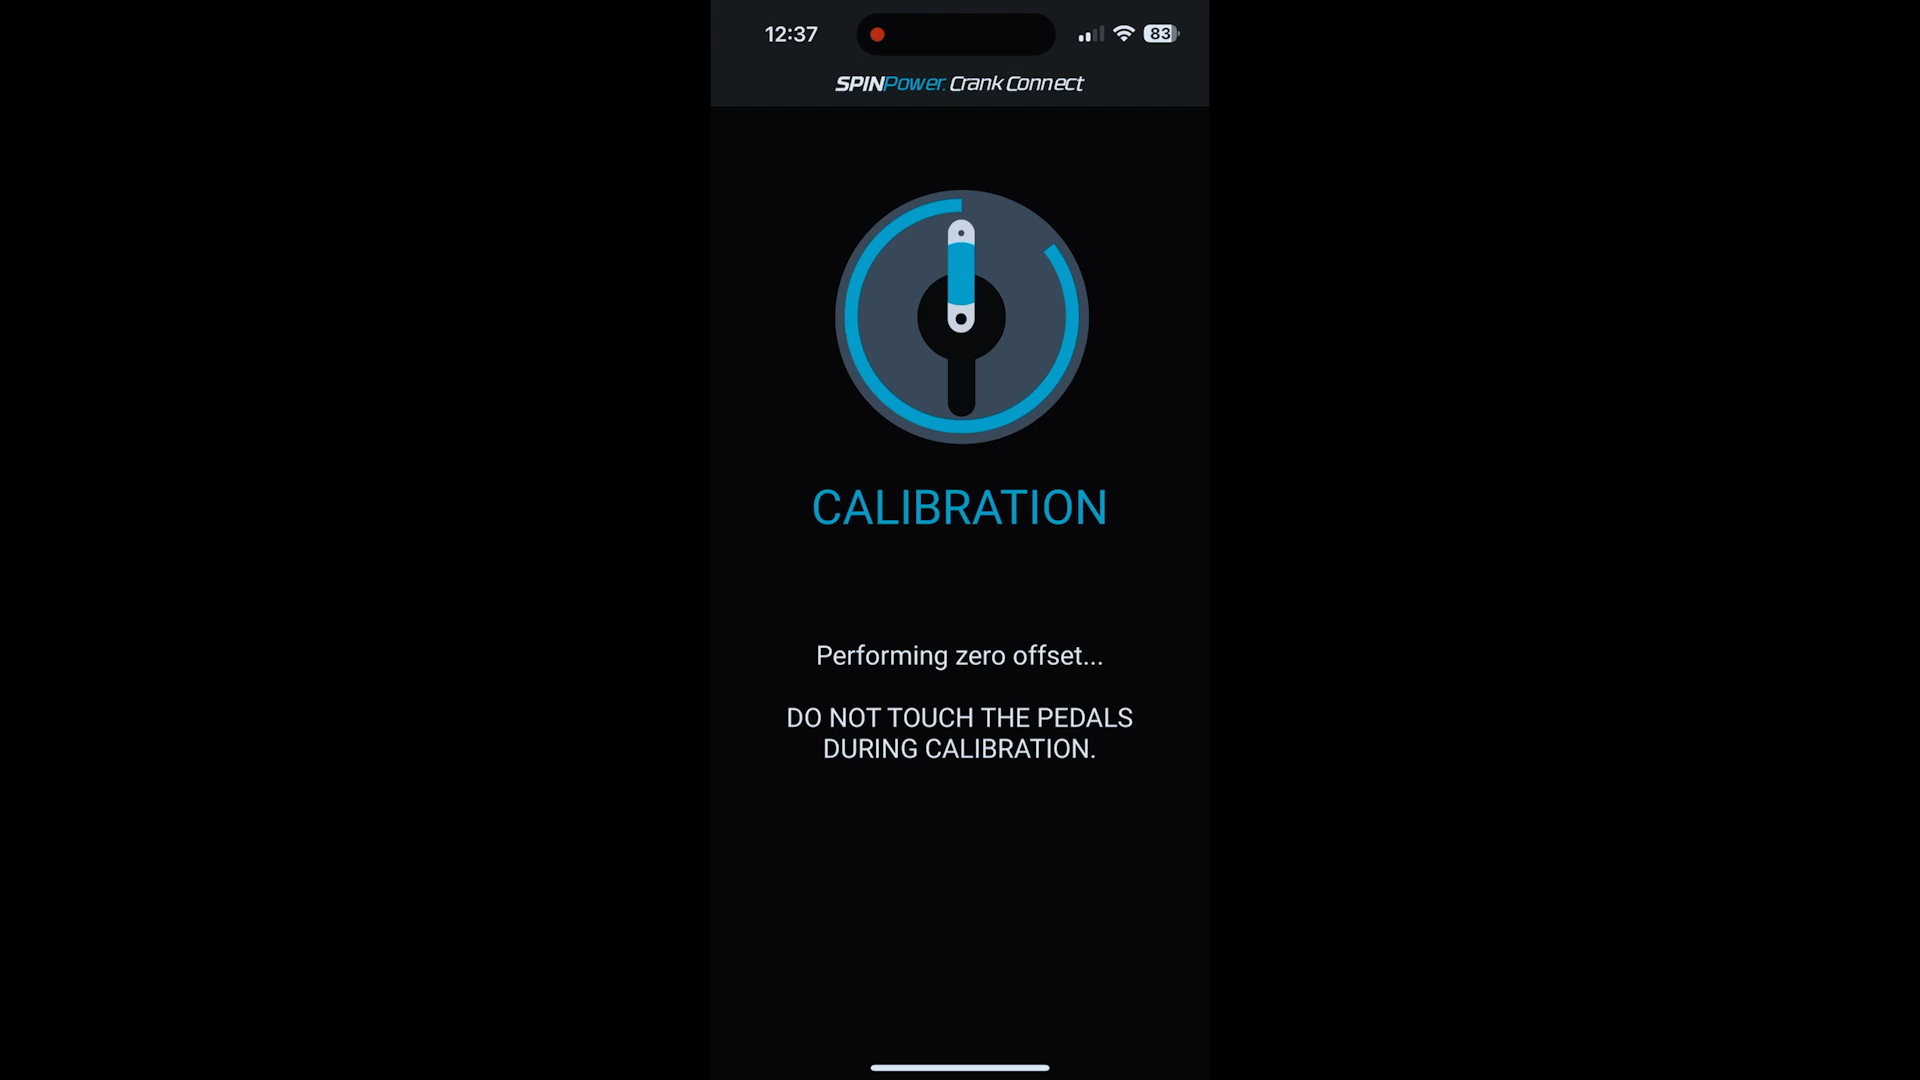 12:37
83
SPINPower. Crank Connect
CALIBRATION
Performing zero offset...
DO NOT TOUCH THE PEDALS
DURING CALIBRATION.